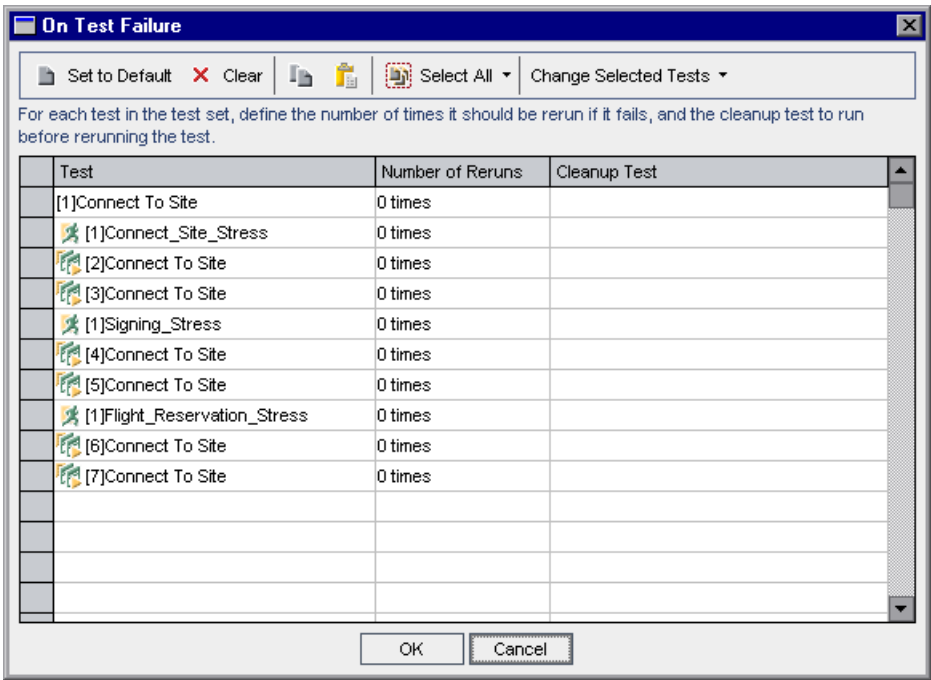 On Test Failure
Set to Default Clear Select All Change Selected Tests
For each test in the test set, define the number of times it should be rerun if it fails, and the cleanup test to run
before rerunning the test.
Test Number of Reruns Cleanup Test
[1]Connect To Site 0 times
[1]Connect_Site_Stress 0 times
[2]Connect To Site 0 times
[3]Connect To Site 0 times
[1]Signing_Stress 0 times
[4]Connect To Site 0 times
[5]Connect To Site 0 times
[1]Flight_Reservation_Stress 0 times
[6]Connect To Site 0 times
[7]Connect To Site 0 times
OK Cancel